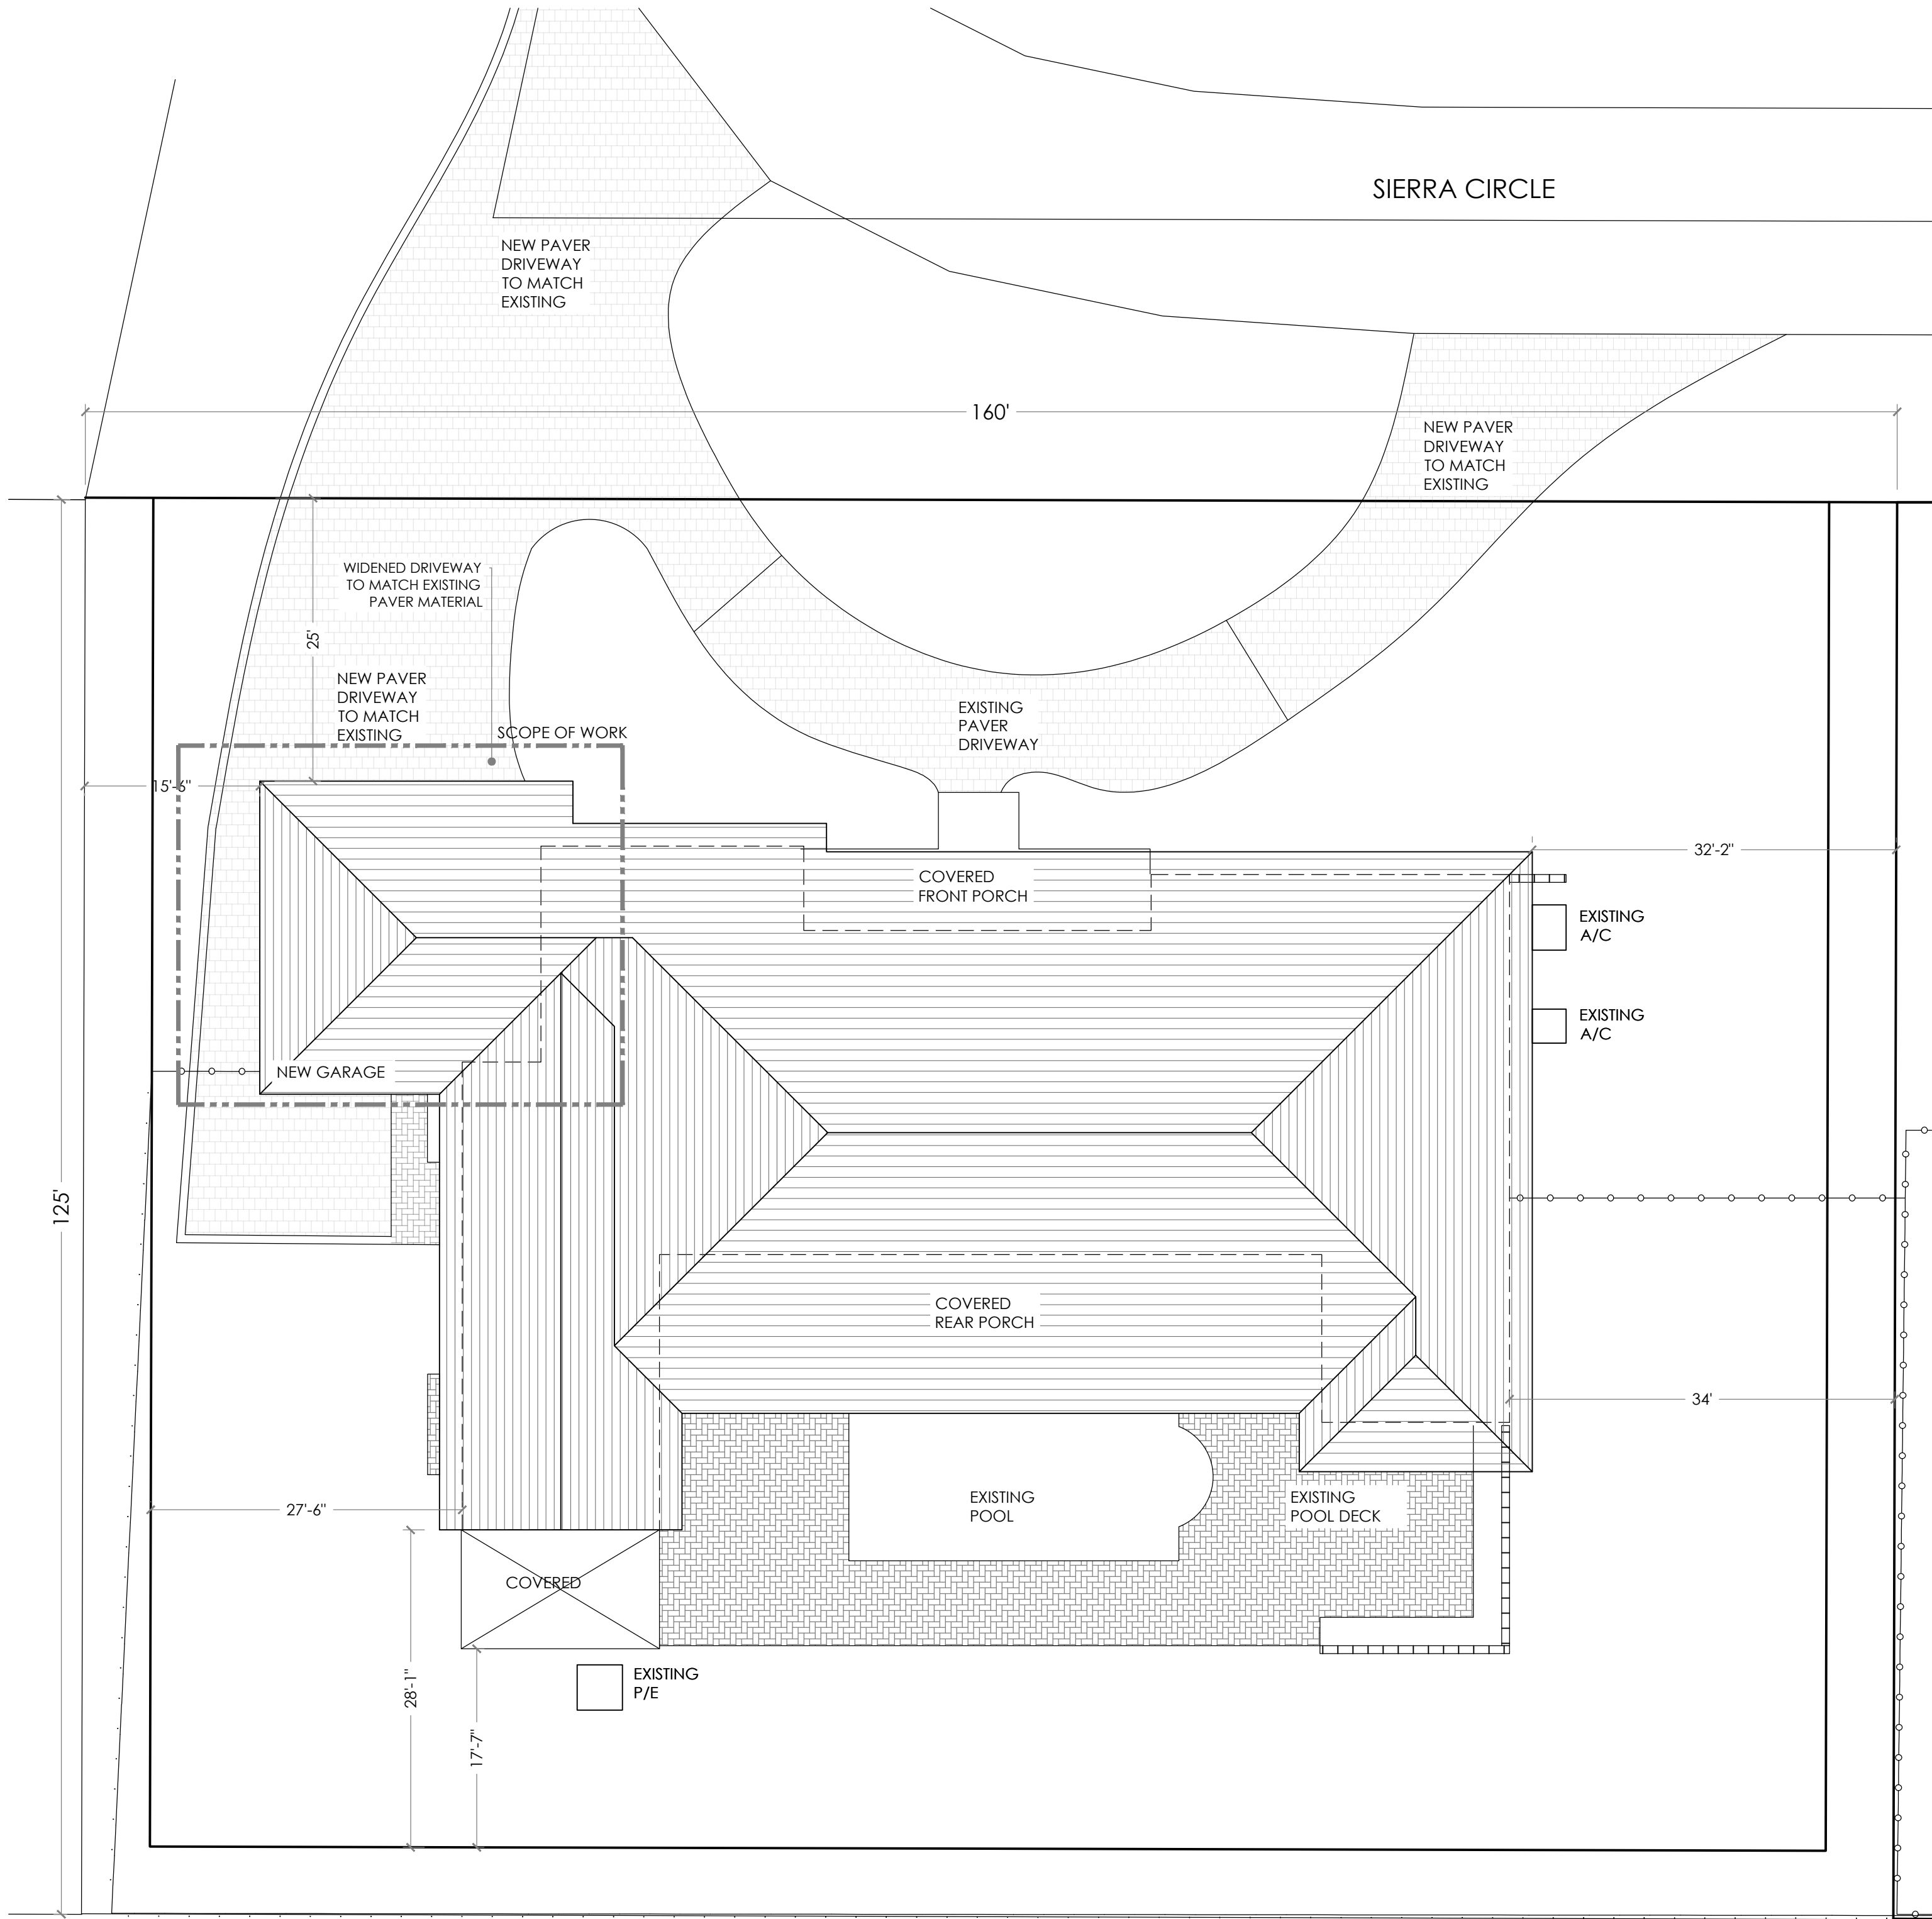 SIERRA CIRCLE
NEW PAVER
DRIVEWAY
TO MATCH
EXISTING
160'
NEW PAVER
DRIVEWAY
TO MATCH
EXISTING
WIDENED DRIVEWAY
TO MATCH EXISTING
PAVER MATERIAL
25'
NEW PAVER
DRIVEWAY
TO MATCH
EXISTING
SCOPE OF WORK
EXISTING
PAVER
DRIVEWAY
15'-6"
32'-2"
COVERED
FRONT PORCH
EXISTING
A/C
EXISTING
A/C
NEW GARAGE
125'
COVERED
REAR PORCH
34'
27'-6"
EXISTING
POOL
EXISTING
POOL DECK
COVERED
28'-1"
EXISTING
P/E
17'-7"